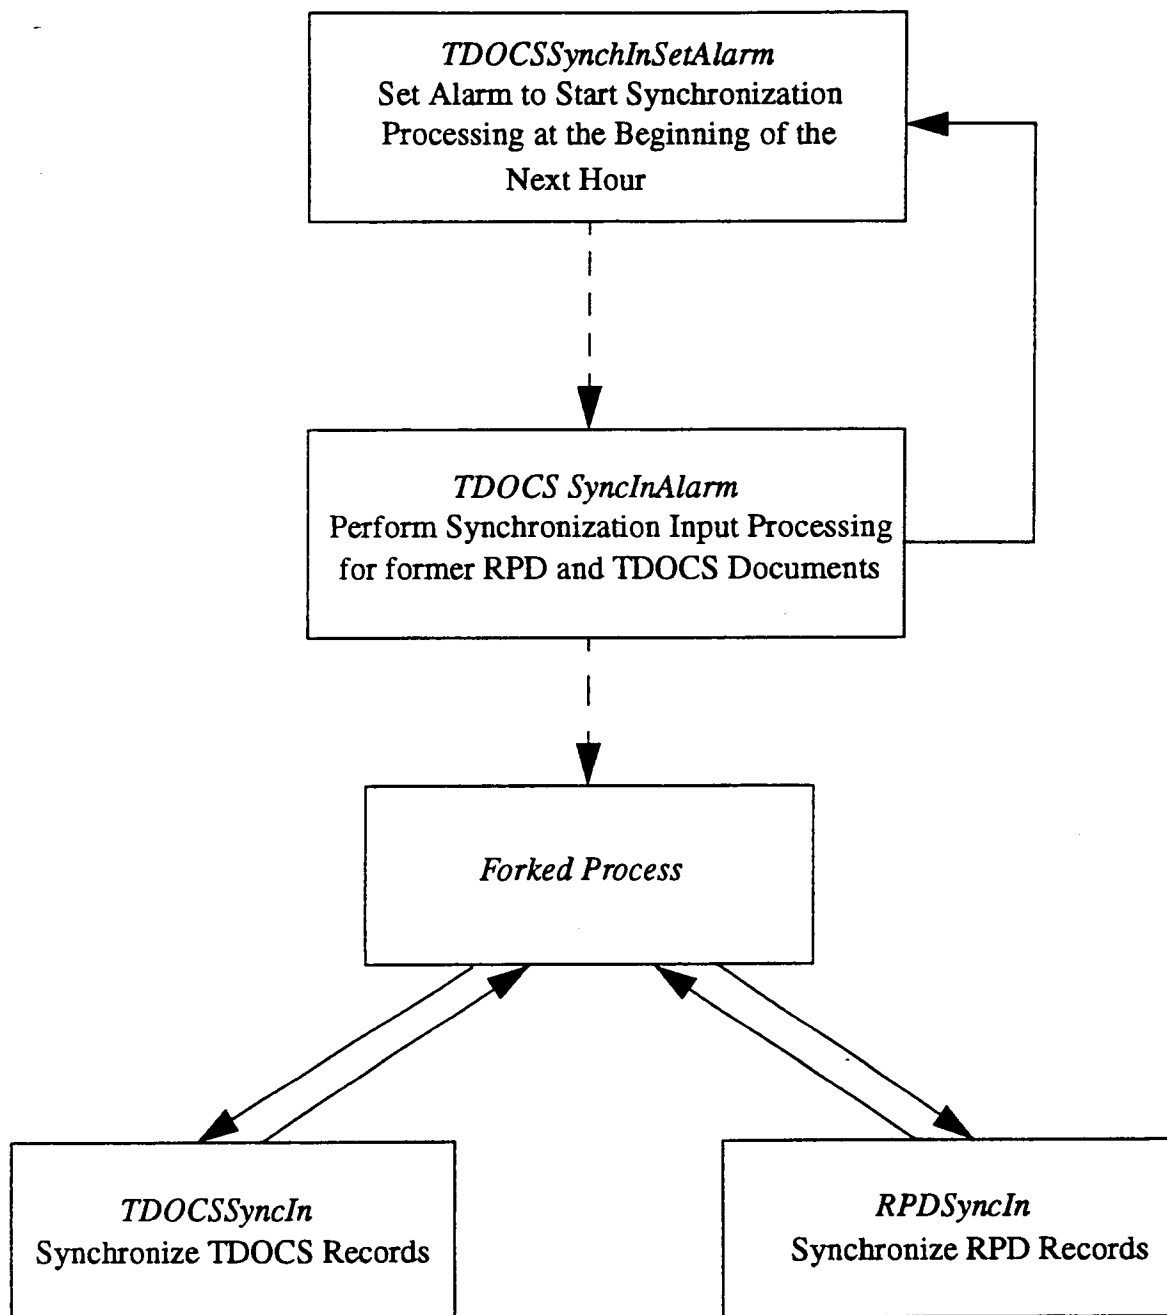 TDOCSSynchInSetAlarm
Set Alarm to Start Synchronization
Processing at the Beginning of the
Next Hour
TDOCS SyncInAlarm
Perform Synchronization Input Processing
for former RPD and TDOCS Documents
Forked Process
TDOCSSyncIn
Synchronize TDOCS Records
RPDSyncIn
Synchronize RPD Records